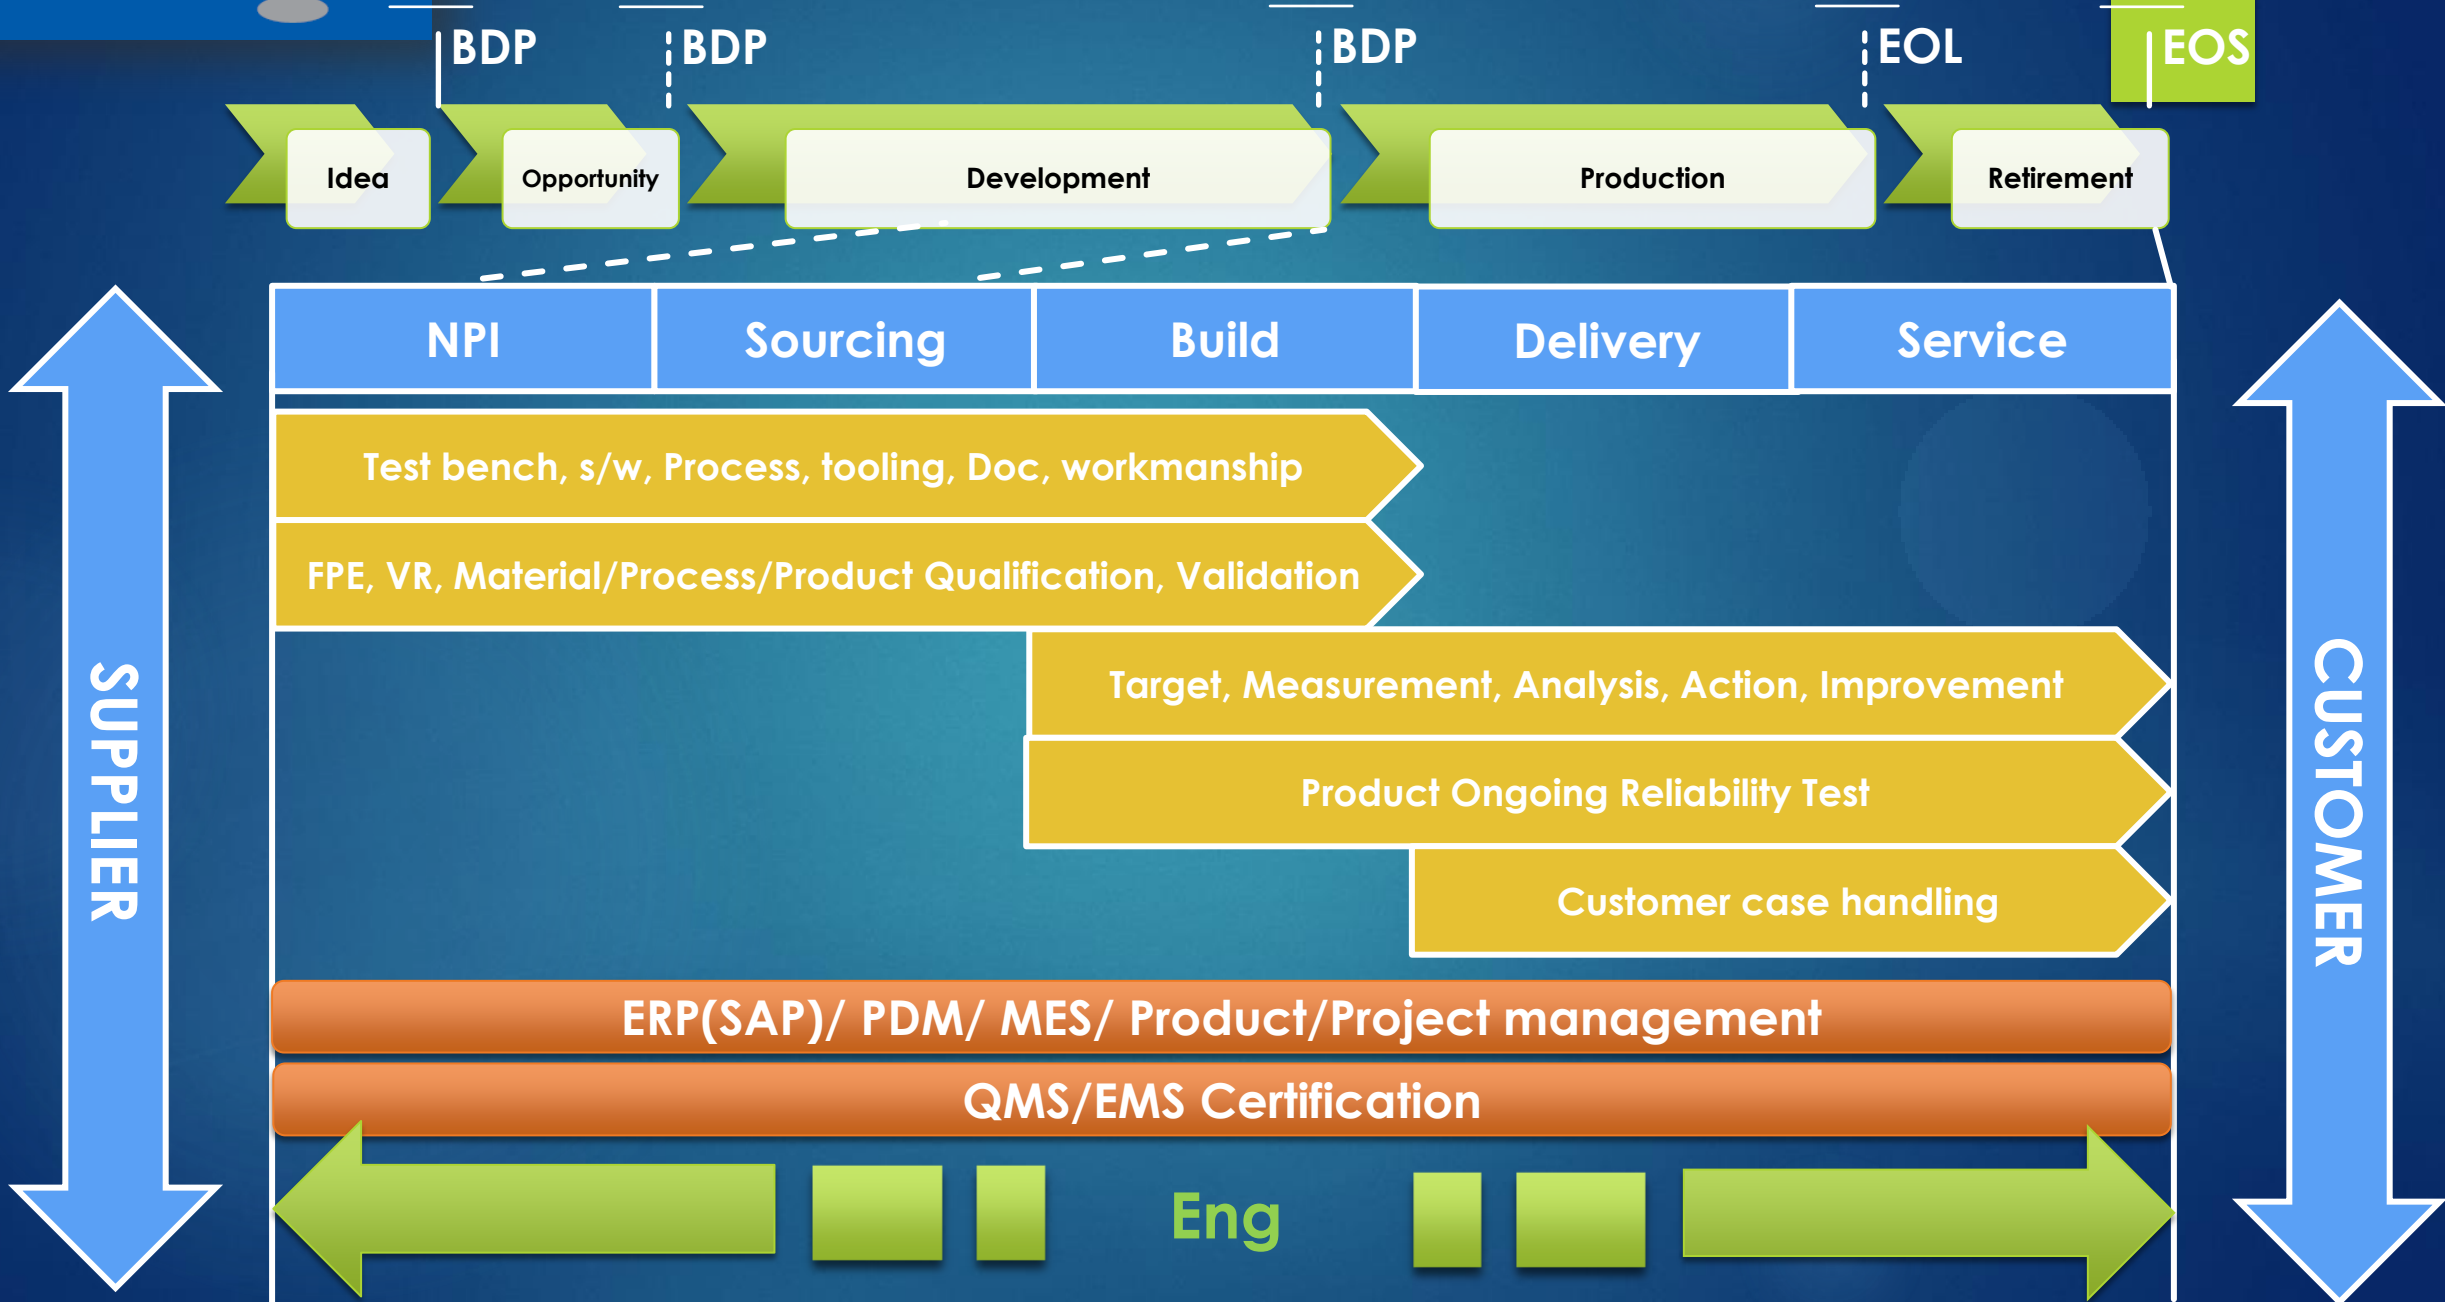 BDP
BDP
BDP
EOL
EOS
Idea
Opportunity
Development
Production
Retirement
NPI
Sourcing
Build
Delivery
Service
Test bench, s/w, Process, tooling, Doc, workmanship
FPE, VR, Material/Process/Product Qualification, Validation
Target, Measurement, Analysis, Action, Improvement
Product Ongoing Reliability Test
Customer case handling
SUPPLIER
CUSTOMER
ERP(SAP)/ PDM/ MES/ Product/Project management
QMS/EMS Certification
Eng